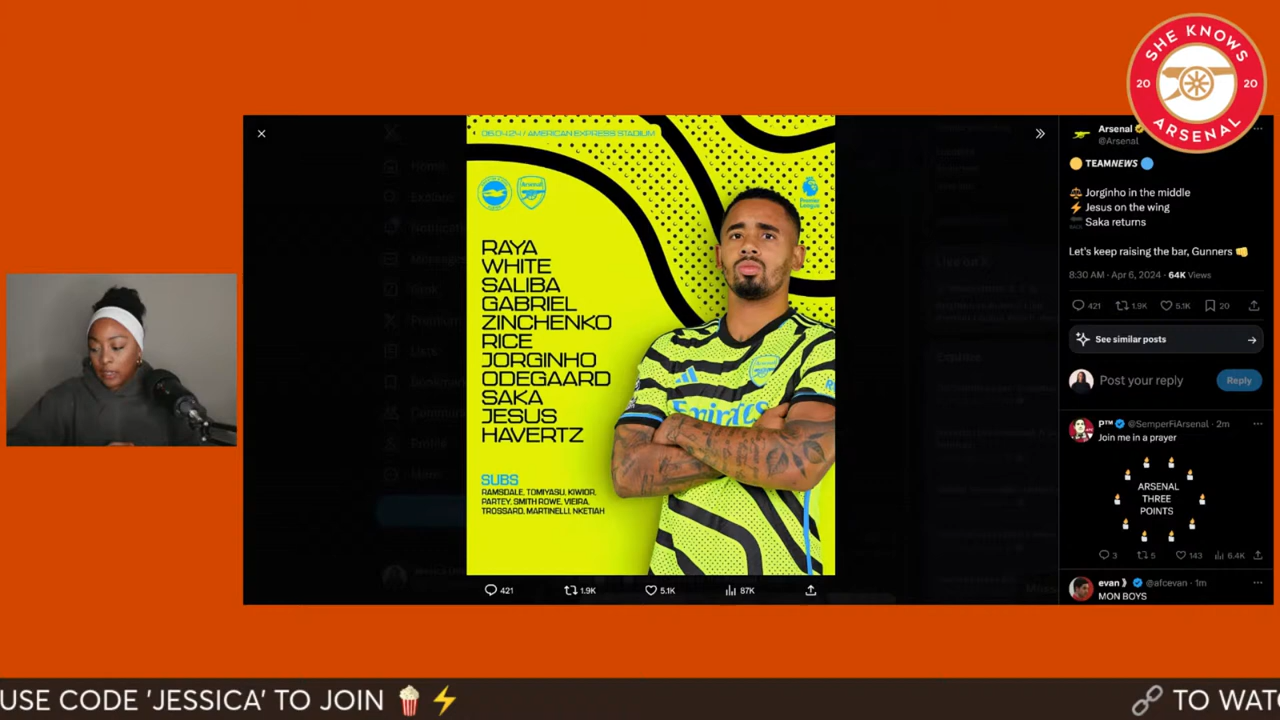 SHE KNOWS
20 20
ARSENAL
06.04.24 / AMERICAN EXPRESS STADIUM
Arsenal
Premier
League
RAYA
WHITE
SALIBA
GABRIEL
ZINCHENKO
RICE
JORGINHO
ODEGAARD
SAKA
JESUS
HAVERTZ
SUBS
RAMSDALE, TOMIYASU, KIWIOR,
PARTEY, SMITH ROWE, VIEIRA,
TROSSARD, MARTINELLI, NKETIAH
Emirates
421 1.9K 5.1K 87K
Arsenal
@Arsenal
TEAMNEWS
Jorginho in the middle
Jesus on the wing
BACK Saka returns
Let's keep raising the bar, Gunners
8:30 AM · Apr 6, 2024 · 64K Views
421 1.9K 5.1K 20
See similar posts
Post your reply Reply
P™ @SemperFiArsenal · 2m
Join me in a prayer
ARSENAL
THREE
POINTS
3 5 143 6.4K
evan @afcevan · 1m
MON BOYS
USE CODE 'JESSICA' TO JOIN 🍿⚡ 🔗 TO WATC